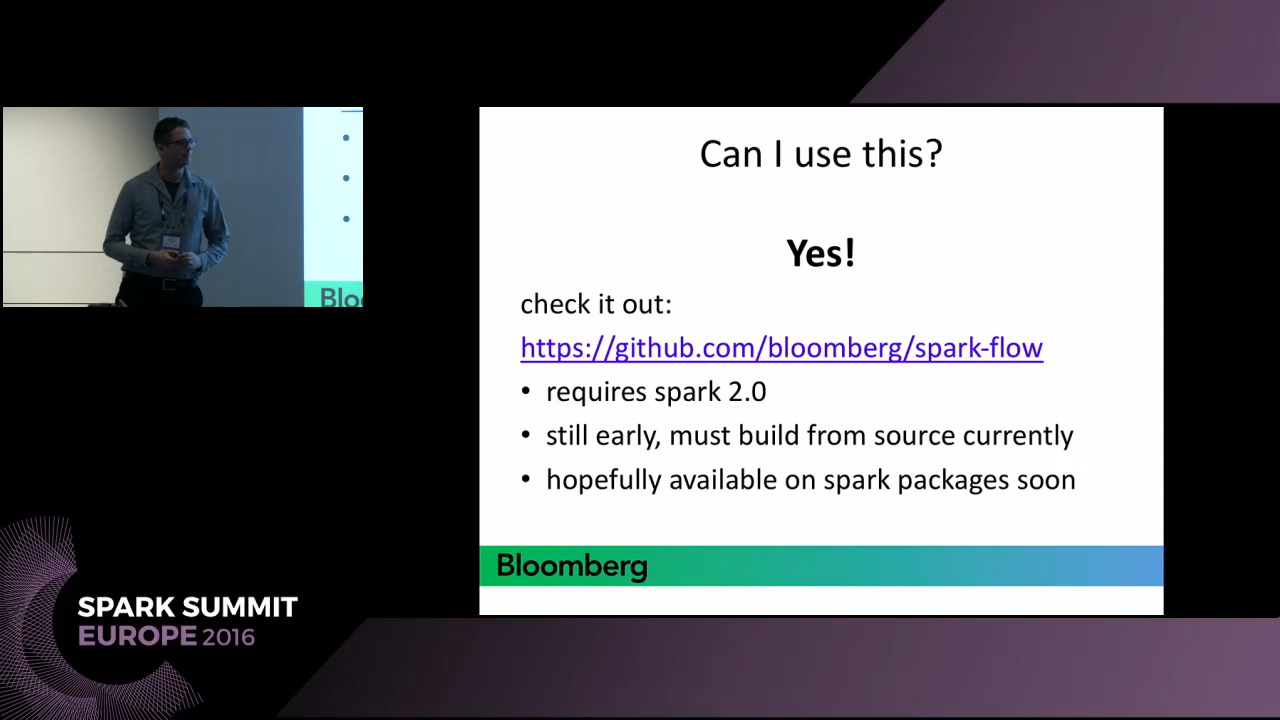 Can I use this?
Yes!
check it out:
https://github.com/bloomberg/spark-flow
• requires spark 2.0
• still early, must build from source currently
• hopefully available on spark packages soon
Bloomberg
Bloo
SPARK SUMMIT
EUROPE 2016